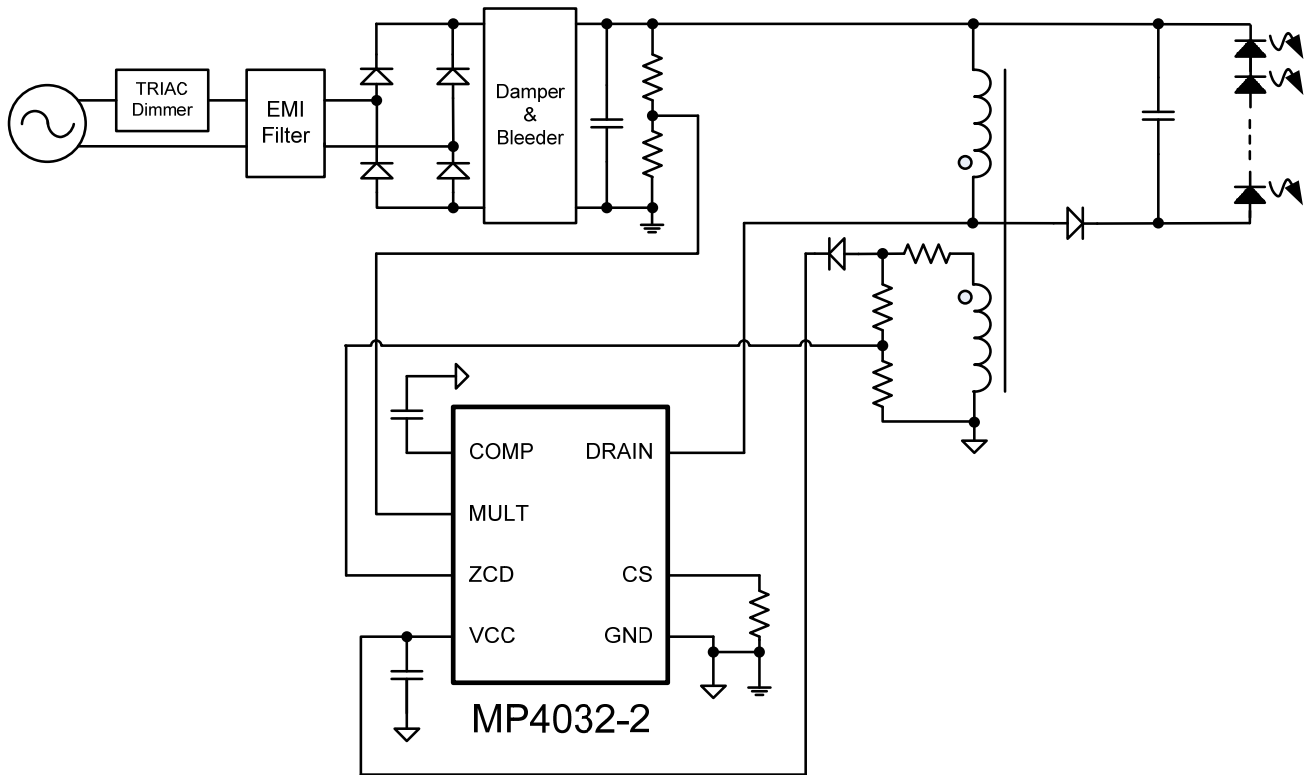 TRIAC
Dimmer
EMI
Filter
Damper
&
Bleeder
COMP
DRAIN
MULT
ZCD
CS
VCC
GND
MP4032-2